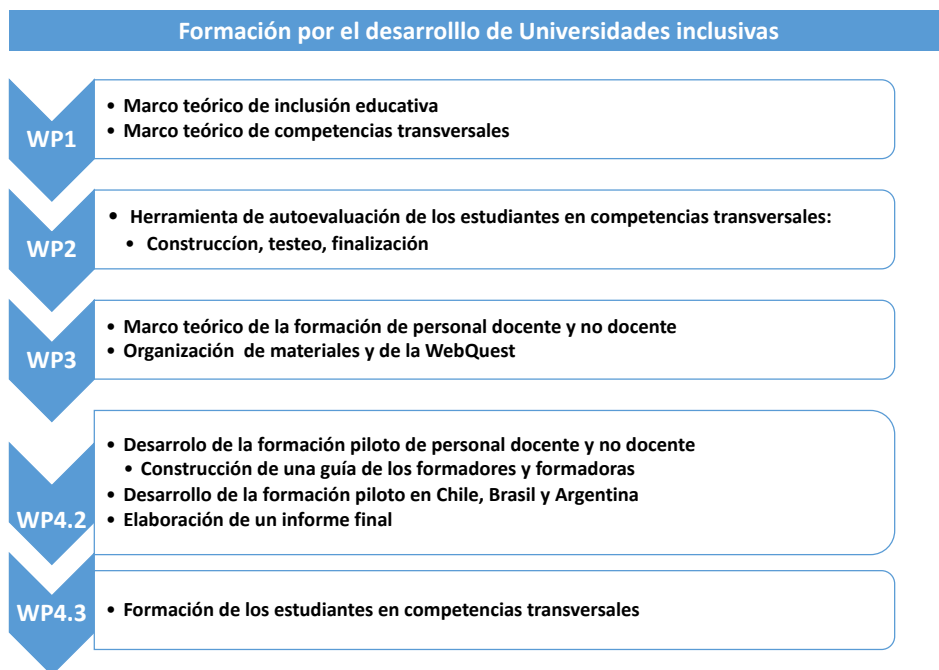 Formación por el desarrolllo de Universidades inclusivas
WP1
• Marco teórico de inclusión educativa
• Marco teórico de competencias transversales
WP2
• Herramienta de autoevaluación de los estudiantes en competencias transversales:
• Construccíon, testeo, finalización
WP3
• Marco teórico de la formación de personal docente y no docente
• Organización de materiales y de la WebQuest
WP4.2
• Desarrolo de la formación piloto de personal docente y no docente
• Construcción de una guía de los formadores y formadoras
• Desarrollo de la formación piloto en Chile, Brasil y Argentina
• Elaboración de un informe final
WP4.3
• Formación de los estudiantes en competencias transversales